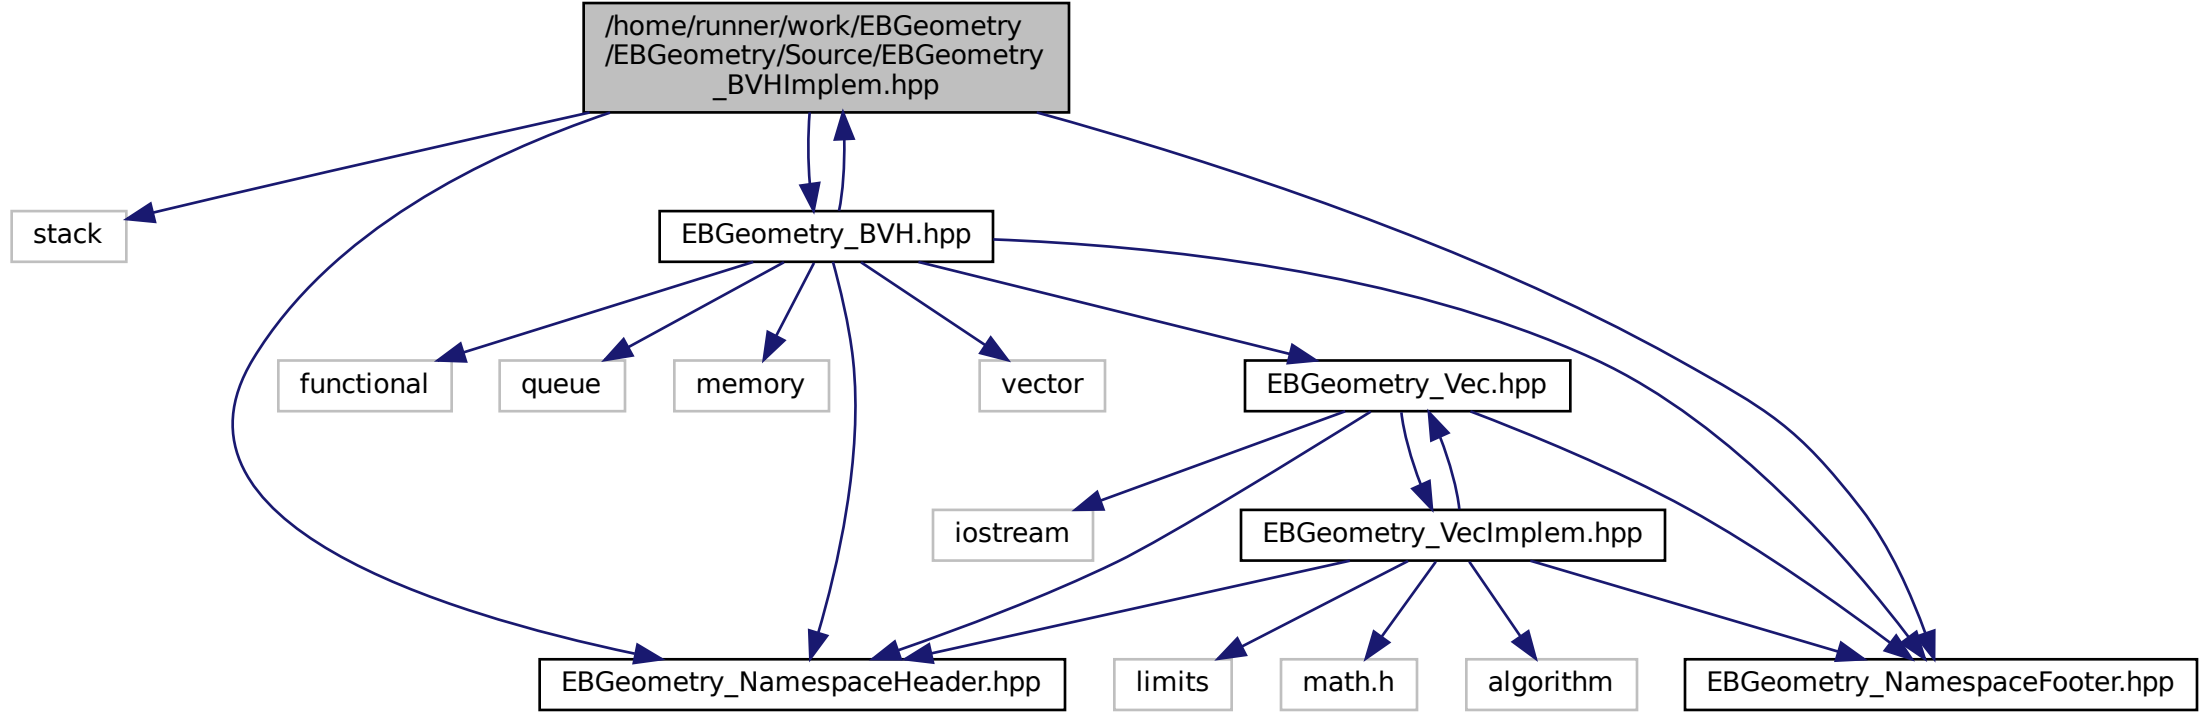 /home/runner/work/EBGeometry
/EBGeometry/Source/EBGeometry
_BVHImplem.hpp
stack
EBGeometry_BVH.hpp
functional
queue
memory
vector
EBGeometry_Vec.hpp
iostream
EBGeometry_VecImplem.hpp
EBGeometry_NamespaceHeader.hpp
limits
math.h
algorithm
EBGeometry_NamespaceFooter.hpp